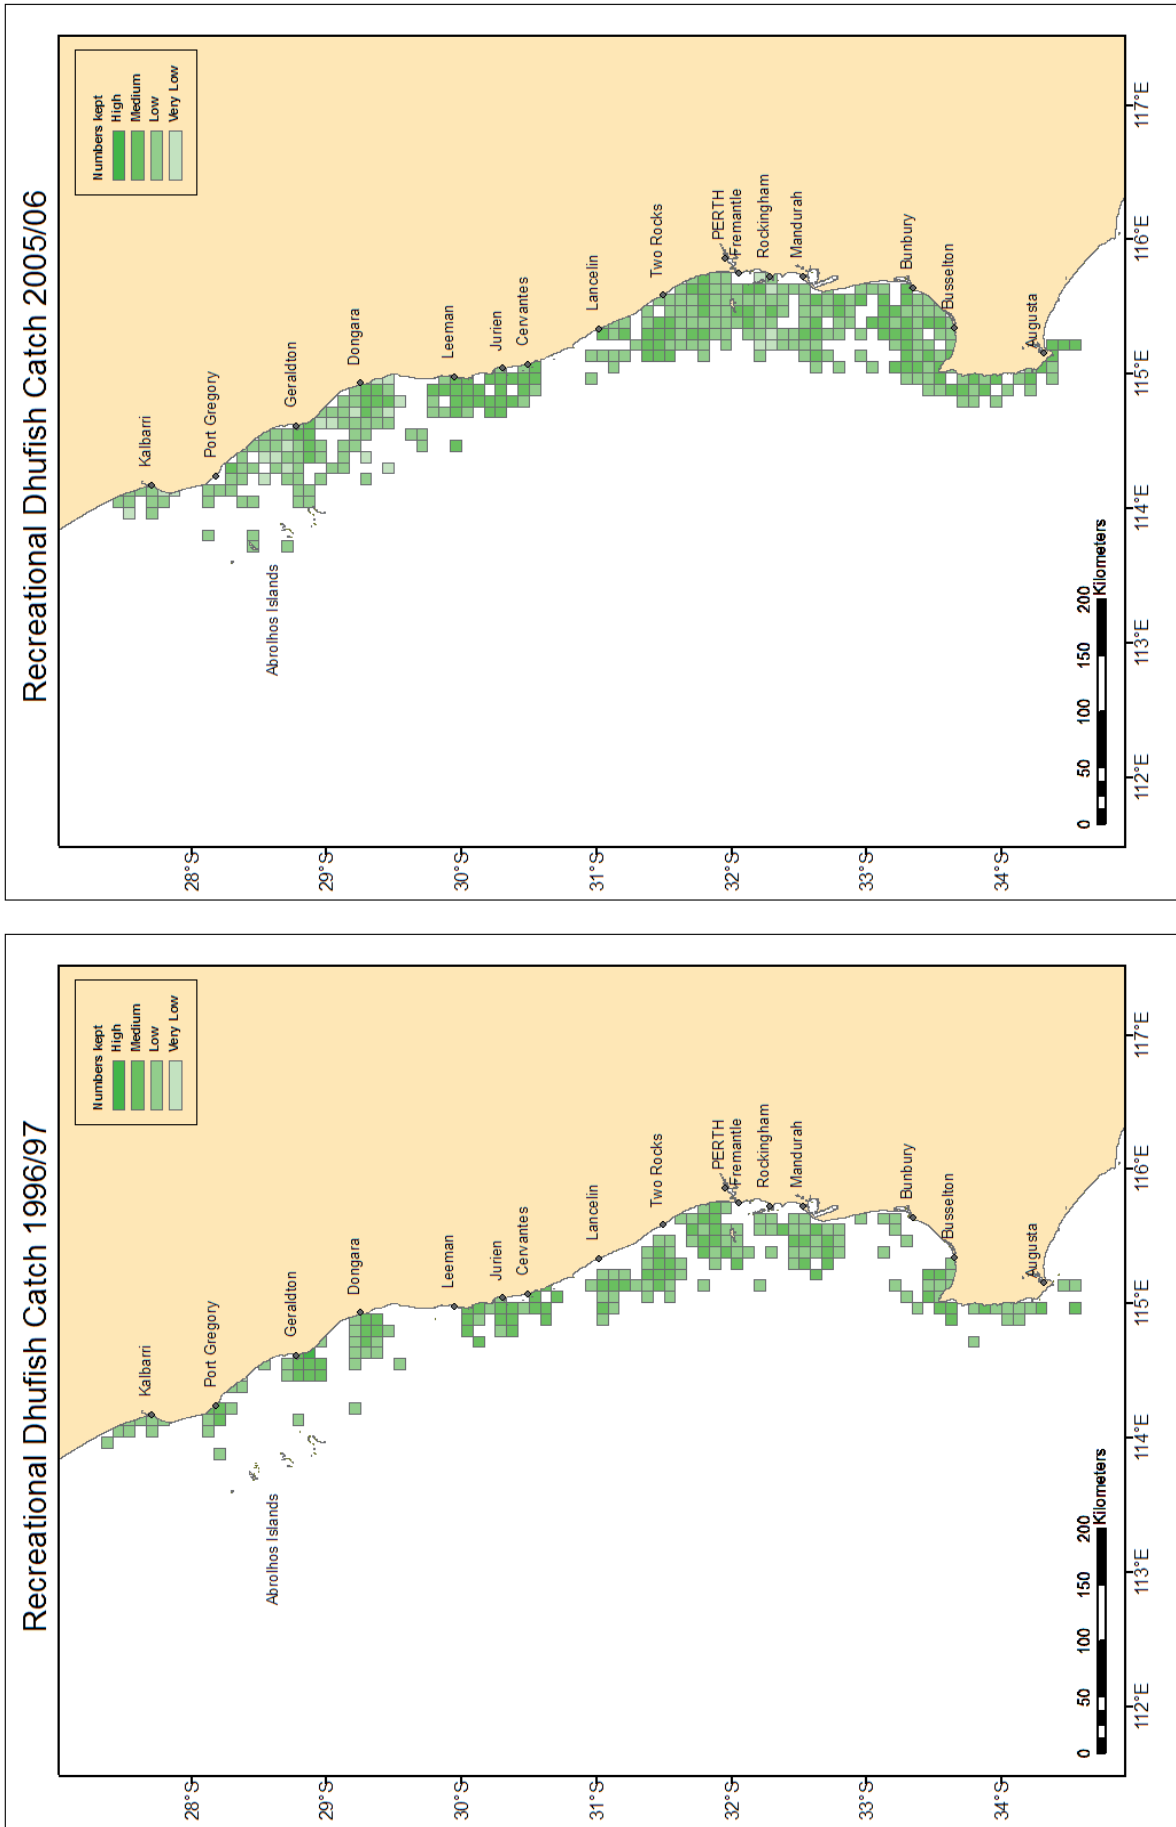 Recreational Dhufish Catch 1996/97
Numbers kept
High
Medium
Low
Very Low
Kalbarri
Port Gregory
Geraldton
Dongara
Leeman
Jurien
Cervantes
Lancelin
Two Rocks
PERTH
Fremantle
Rockingham
Mandurah
Bunbury
Busselton
Augusta
Abrolhos Islands
28°S
29°S
30°S
31°S
32°S
33°S
34°S
0 50 100 150 200
Kilometers
112°E 113°E 114°E 115°E 116°E 117°E
Recreational Dhufish Catch 2005/06
Numbers kept
High
Medium
Low
Very Low
Kalbarri
Port Gregory
Geraldton
Dongara
Leeman
Jurien
Cervantes
Lancelin
Two Rocks
PERTH
Fremantle
Rockingham
Mandurah
Bunbury
Busselton
Augusta
Abrolhos Islands
28°S
29°S
30°S
31°S
32°S
33°S
34°S
0 50 100 150 200
Kilometers
112°E 113°E 114°E 115°E 116°E 117°E